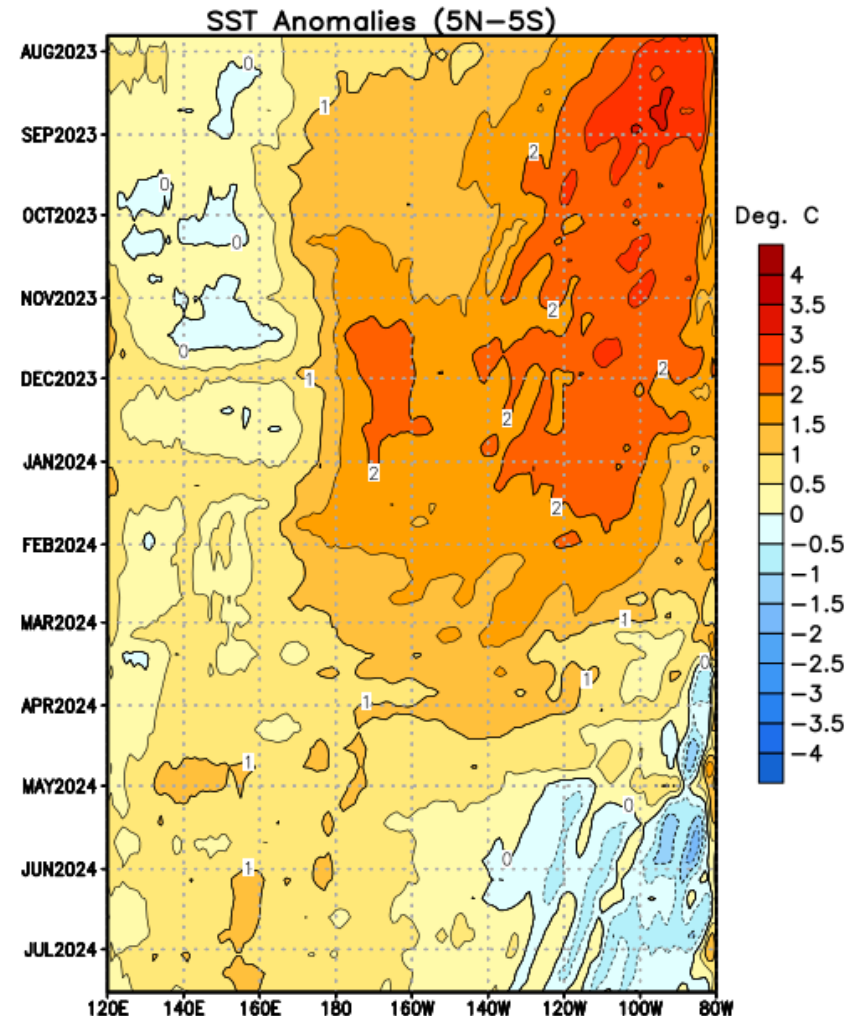 SST Anomalies (5N−5S)
AUG2023
SEP2023
OCT2023
NOV2023
DEC2023
JAN2024
FEB2024
MAR2024
APR2024
MAY2024
JUN2024
JUL2024
120E 140E 160E 180 160W 140W 120W 100W 80W
0
1
2
0
0
2
0
1
2
2
2
2
1
0
1
1
1
0
0
1
Deg. C
4
3.5
3
2.5
2
1.5
1
0.5
0
−0.5
−1
−1.5
−2
−2.5
−3
−3.5
−4